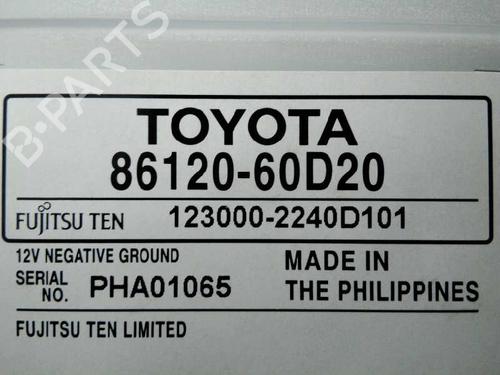 B-PARTS
TOYOTA
86120-60D20
FUJITSU TEN 123000-2240D101
12V NEGATIVE GROUND
SERIAL NO. PHA01065
MADE IN
THE PHILIPPINES
FUJITSU TEN LIMITED